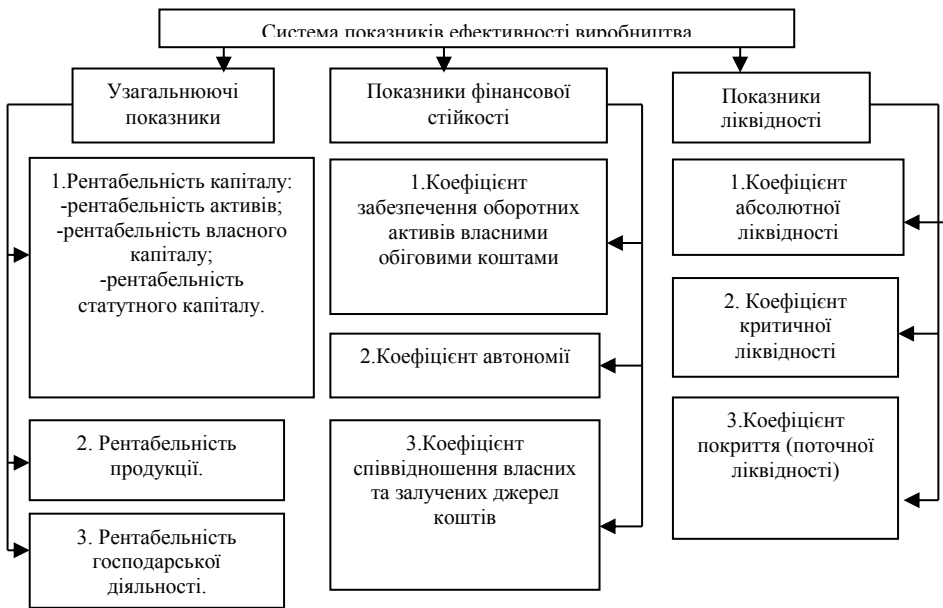 Система показників ефективності виробництва
Узагальнюючі
показники
1.Рентабельність капіталу:
-рентабельність активів;
-рентабельність власного
капіталу;
-рентабельність
статутного капіталу.
2. Рентабельність
продукції.
3. Рентабельність
господарської
діяльності.
Показники фінансової
стійкості
1.Коефіцієнт
забезпечення оборотних
активів власними
обіговими коштами
2.Коефіцієнт автономії
3.Коефіцієнт
співвідношення власних
та залучених джерел
коштів
Показники
ліквідності
1.Коефіцієнт
абсолютної
ліквідності
2. Коефіцієнт
критичної
ліквідності
3.Коефіцієнт
покриття (поточної
ліквідності)